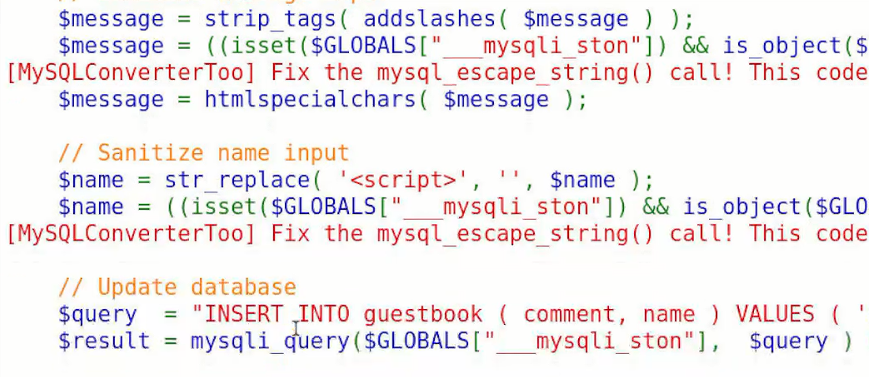 $message = strip_tags( addslashes( $message ) );
$message = ((isset($GLOBALS["___mysqli_ston"]) && is_object($
[MySQLConverterToo] Fix the mysql_escape_string() call! This code
$message = htmlspecialchars( $message );
// Sanitize name input
$name = str_replace( '<script>', '', $name );
$name = ((isset($GLOBALS["___mysqli_ston"]) && is_object($GLO
[MySQLConverterToo] Fix the mysql_escape_string() call! This code
// Update database
$query = "INSERT INTO guestbook ( comment, name ) VALUES ( '
$result = mysqli_query($GLOBALS["___mysqli_ston"], $query )